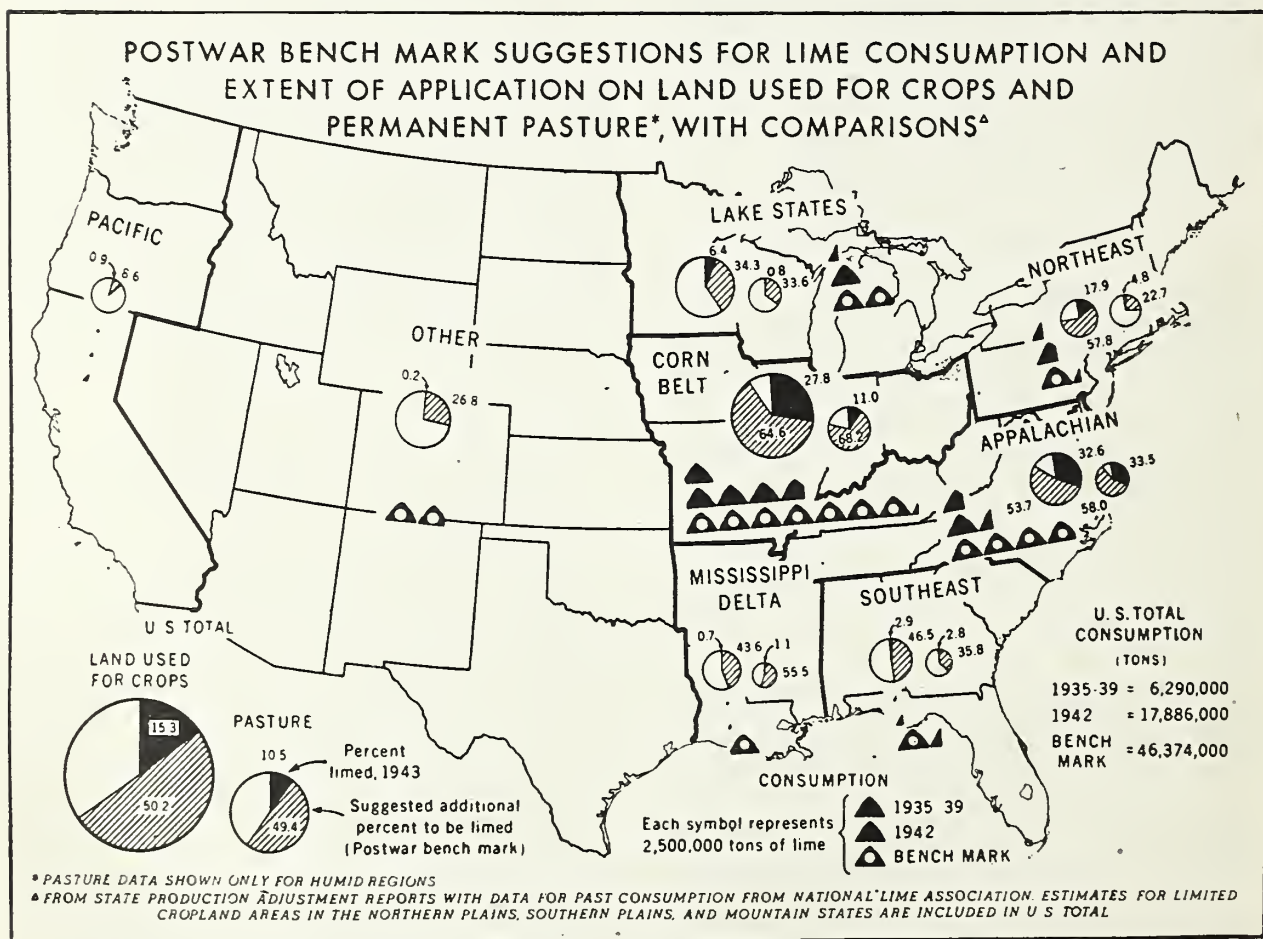 POSTWAR BENCH MARK SUGGESTIONS FOR LIME CONSUMPTION AND
EXTENT OF APPLICATION ON LAND USED FOR CROPS AND
PERMANENT PASTURE*, WITH COMPARISONS△
PACIFIC
0.9
6.6
OTHER
0.2
26.8
LAKE STATES
6.4
34.3
0.8
33.6
CORN
BELT
27.8
64.6
11.0
68.2
NORTHEAST
17.9
57.8
4.8
22.7
APPALACHIAN
32.6
53.7
33.5
58.0
MISSISSIPPI
DELTA
0.7
43.6
1.1
55.5
SOUTHEAST
2.9
46.5
2.8
35.8
U S TOTAL
LAND USED
FOR CROPS
15.3
50.2
PASTURE
10.5
49.4
Percent
limed, 1943
Suggested additional
percent to be limed
(Postwar bench mark)
CONSUMPTION
Each symbol represents
2,500,000 tons of lime
1935 39
1942
BENCH MARK
U.S. TOTAL
CONSUMPTION
(TONS)
1935-39 = 6,290,000
1942 = 17,886,000
BENCH
MARK = 46,374,000
* PASTURE DATA SHOWN ONLY FOR HUMID REGIONS
△ FROM STATE PRODUCTION ADJUSTMENT REPORTS WITH DATA FOR PAST CONSUMPTION FROM NATIONAL LIME ASSOCIATION. ESTIMATES FOR LIMITED
CROPLAND AREAS IN THE NORTHERN PLAINS, SOUTHERN PLAINS, AND MOUNTAIN STATES ARE INCLUDED IN U S TOTAL